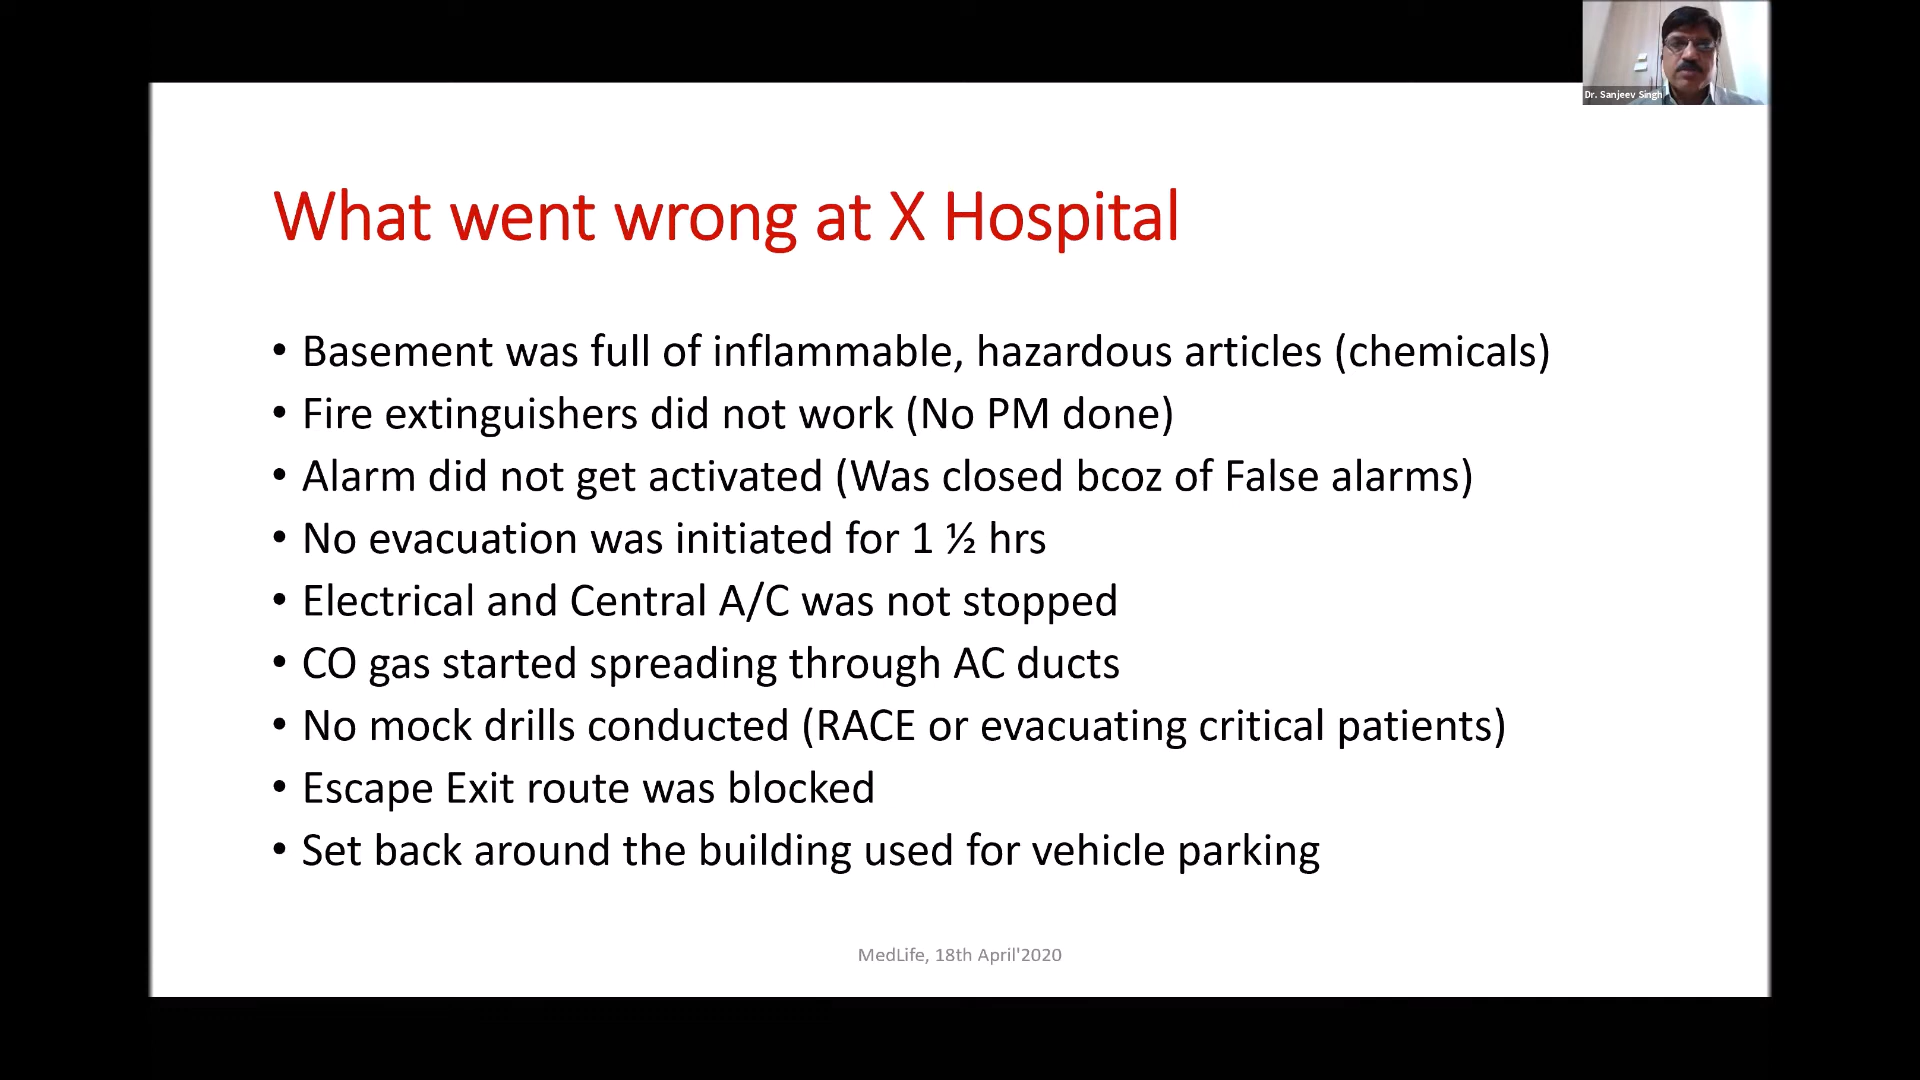 Dr. Sanjeev Singh
What went wrong at X Hospital
• Basement was full of inflammable, hazardous articles (chemicals)
• Fire extinguishers did not work (No PM done)
• Alarm did not get activated (Was closed bcoz of False alarms)
• No evacuation was initiated for 1 ½ hrs
• Electrical and Central A/C was not stopped
• CO gas started spreading through AC ducts
• No mock drills conducted (RACE or evacuating critical patients)
• Escape Exit route was blocked
• Set back around the building used for vehicle parking
MedLife, 18th April'2020